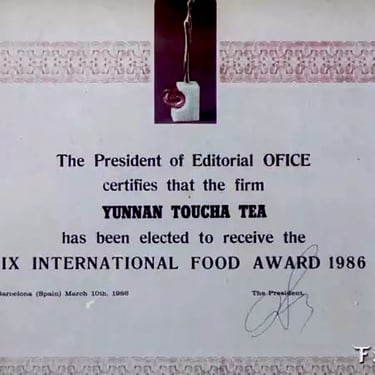 The President of Editorial OFICE
certifies that the firm
YUNNAN TOUCHA TEA
has been elected to receive the
IX INTERNATIONAL FOOD AWARD 1986
Barcelona (Spain) March 10th, 1986
The President,